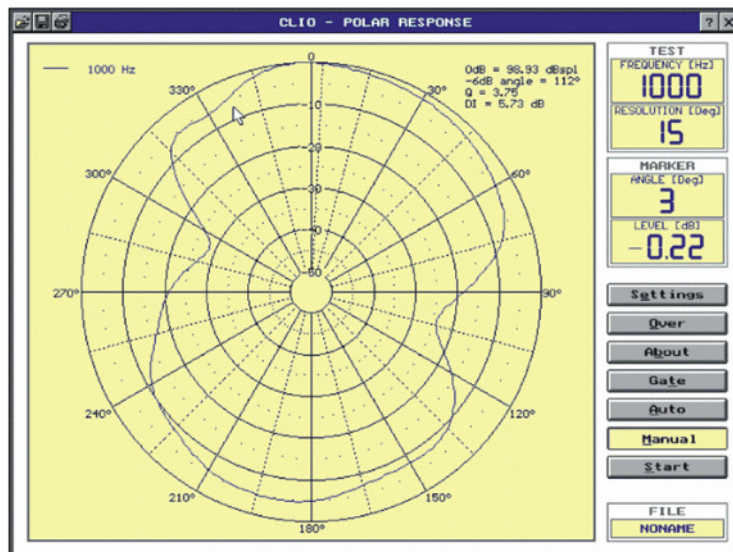 CLIO - POLAR RESPONSE
? X
1000 Hz
0dB = 98.93 dBspl
-6dB angle = 112°
Q = 3.75
DI = 5.73 dB
0
330°
30°
-10
-20
300°
60°
-30
-40
270°
90°
240°
120°
210°
150°
180°
TEST
FREQUENCY [Hz]
1000
RESOLUTION [Deg]
15
MARKER
ANGLE [Deg]
3
LEVEL [dB]
-0.22
Settings
Over
About
Gate
Auto
Manual
Start
FILE
NONAME